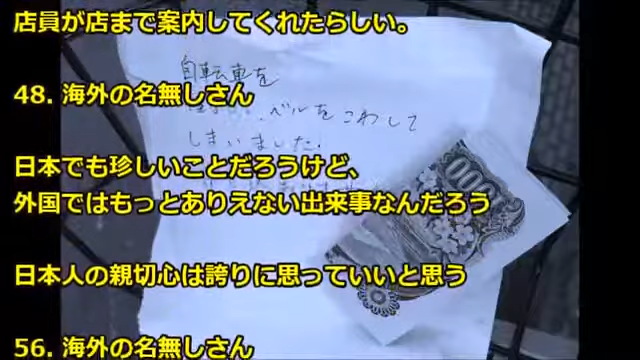 店員が店まで案内してくれたらしい。
自転車を
48. 海外の名無しさん
ベルをこわして
しまいました.
日本でも珍しいことだろうけど、
外国ではもっとありえない出来事なんだろう
日本人の親切心は誇りに思っていいと思う
56. 海外の名無しさん
000